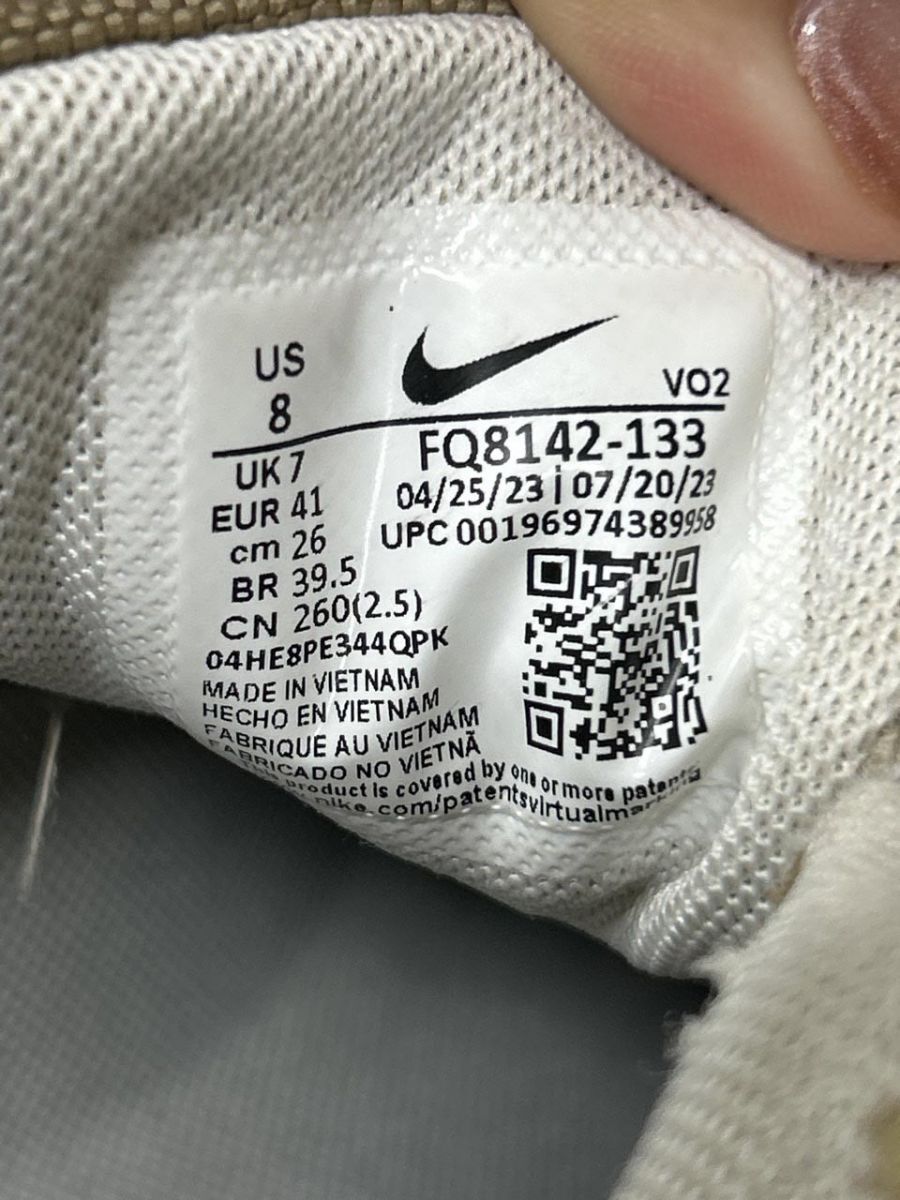 US
8
VO2
UK 7
EUR 41
cm 26
BR 39.5
CN 260(2.5)
FQ8142-133
04/25/23 | 07/20/23
UPC 00196974389958
04HE8PE344QPK
MADE IN VIETNAM
HECHO EN VIETNAM
FABRIQUE AU VIETNAM
FABRICADO NO VIETNÃ
This product is covered by one or more patents
nike.com/patentsvirtualmarking